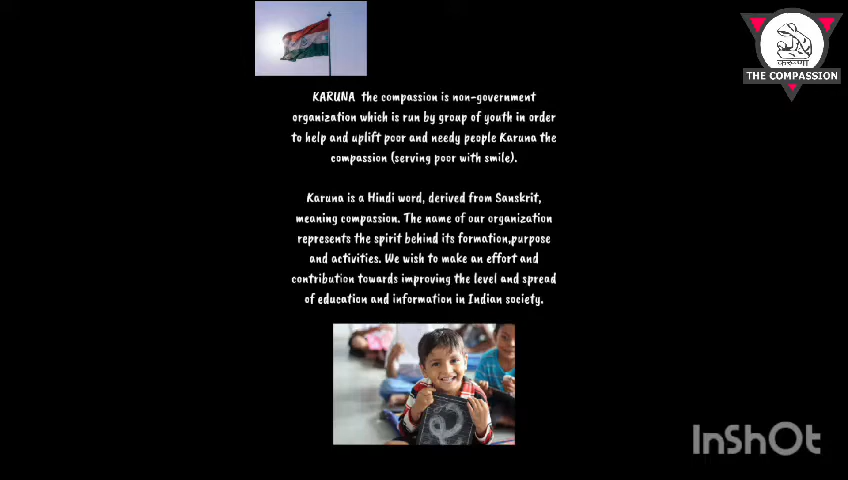 करूणा
THE COMPASSION
KARUNA the compassion is non-government
organization which is run by group of youth in order
to help and uplift poor and needy people Karuna the
compassion (serving poor with smile).
Karuna is a Hindi word, derived from Sanskrit,
meaning compassion. The name of our organization
represents the spirit behind its formation,purpose
and activities. We wish to make an effort and
contribution towards improving the level and spread
of education and information in Indian society.
InShOt